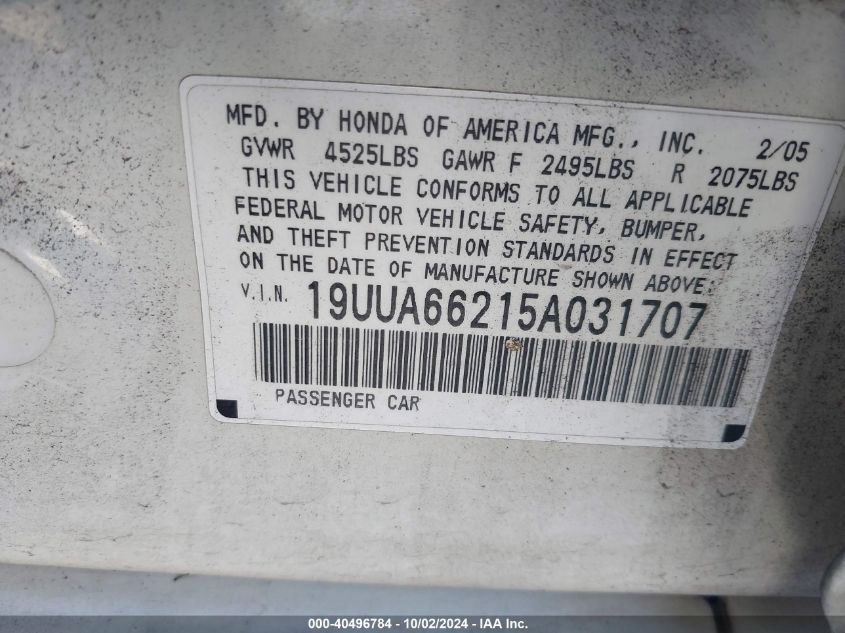 MFD. BY HONDA OF AMERICA MFG., INC. 2/05
GVWR 4525LBS GAWR F 2495LBS R 2075LBS
THIS VEHICLE CONFORMS TO ALL APPLICABLE
FEDERAL MOTOR VEHICLE SAFETY, BUMPER,
AND THEFT PREVENTION STANDARDS IN EFFECT
ON THE DATE OF MANUFACTURE SHOWN ABOVE:
V.I.N. 19UUA66215A031707
PASSENGER CAR
000-40496784 - 10/02/2024 - IAA Inc.